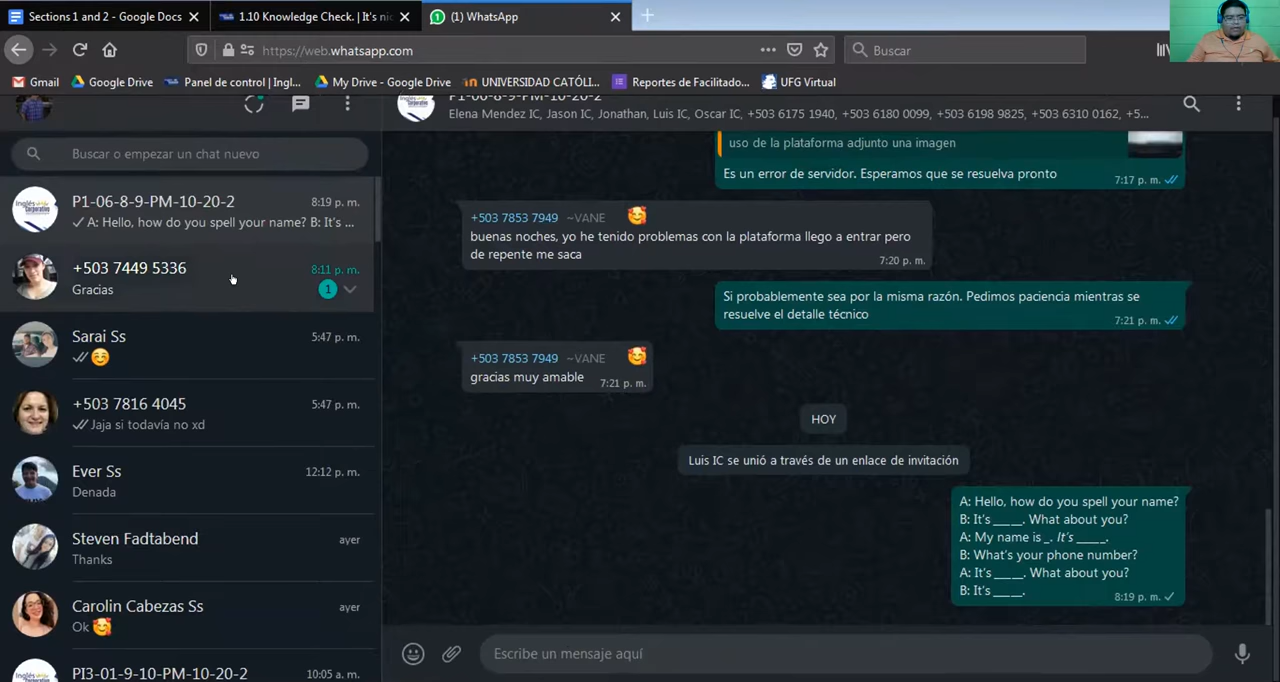 Sections 1 and 2 - Google Docs
1.10 Knowledge Check. | It's nic
(1) WhatsApp
https://web.whatsapp.com
Buscar
Gmail
Google Drive
Panel de control | Ingl...
My Drive - Google Drive
UNIVERSIDAD CATÓLI...
Reportes de Facilitado...
UFG Virtual
P1-06-8-9-PM-10-20-2
Elena Mendez IC, Jason IC, Jonathan, Luis IC, Oscar IC, +503 6175 1940, +503 6180 0099, +503 6198 9825, +503 6310 0162, +5...
Buscar o empezar un chat nuevo
P1-06-8-9-PM-10-20-2
8:19 p. m.
A: Hello, how do you spell your name? B: It's ...
+503 7449 5336
8:11 p. m.
Gracias
1
Sarai Ss
5:47 p. m.
+503 7816 4045
5:47 p. m.
Jaja si todavía no xd
Ever Ss
12:12 p. m.
Denada
Steven Fadtabend
ayer
Thanks
Carolin Cabezas Ss
ayer
Ok
PI3-01-9-10-PM-10-20-2
10:05 a. m.
uso de la plataforma adjunto una imagen
Es un error de servidor. Esperamos que se resuelva pronto
7:17 p. m.
+503 7853 7949 ~VANE
buenas noches, yo he tenido problemas con la plataforma llego a entrar pero
de repente me saca
7:20 p. m.
Si probablemente sea por la misma razón. Pedimos paciencia mientras se
resuelve el detalle técnico
7:21 p. m.
+503 7853 7949 ~VANE
gracias muy amable
7:21 p. m.
HOY
Luis IC se unió a través de un enlace de invitación
A: Hello, how do you spell your name?
B: It's _____. What about you?
A: My name is _. It's _____.
B: What's your phone number?
A: It's _____. What about you?
B: It's _____.
8:19 p. m.
Escribe un mensaje aquí